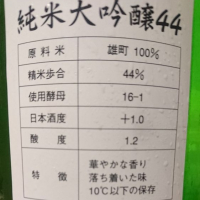 純米大吟醸44
原料米 雄町 100%
精米歩合 44%
使用酵母 16-1
日本酒度 +1.0
酸度 1.2
特徴 華やかな香り
落ち着いた味
10℃以下の保存